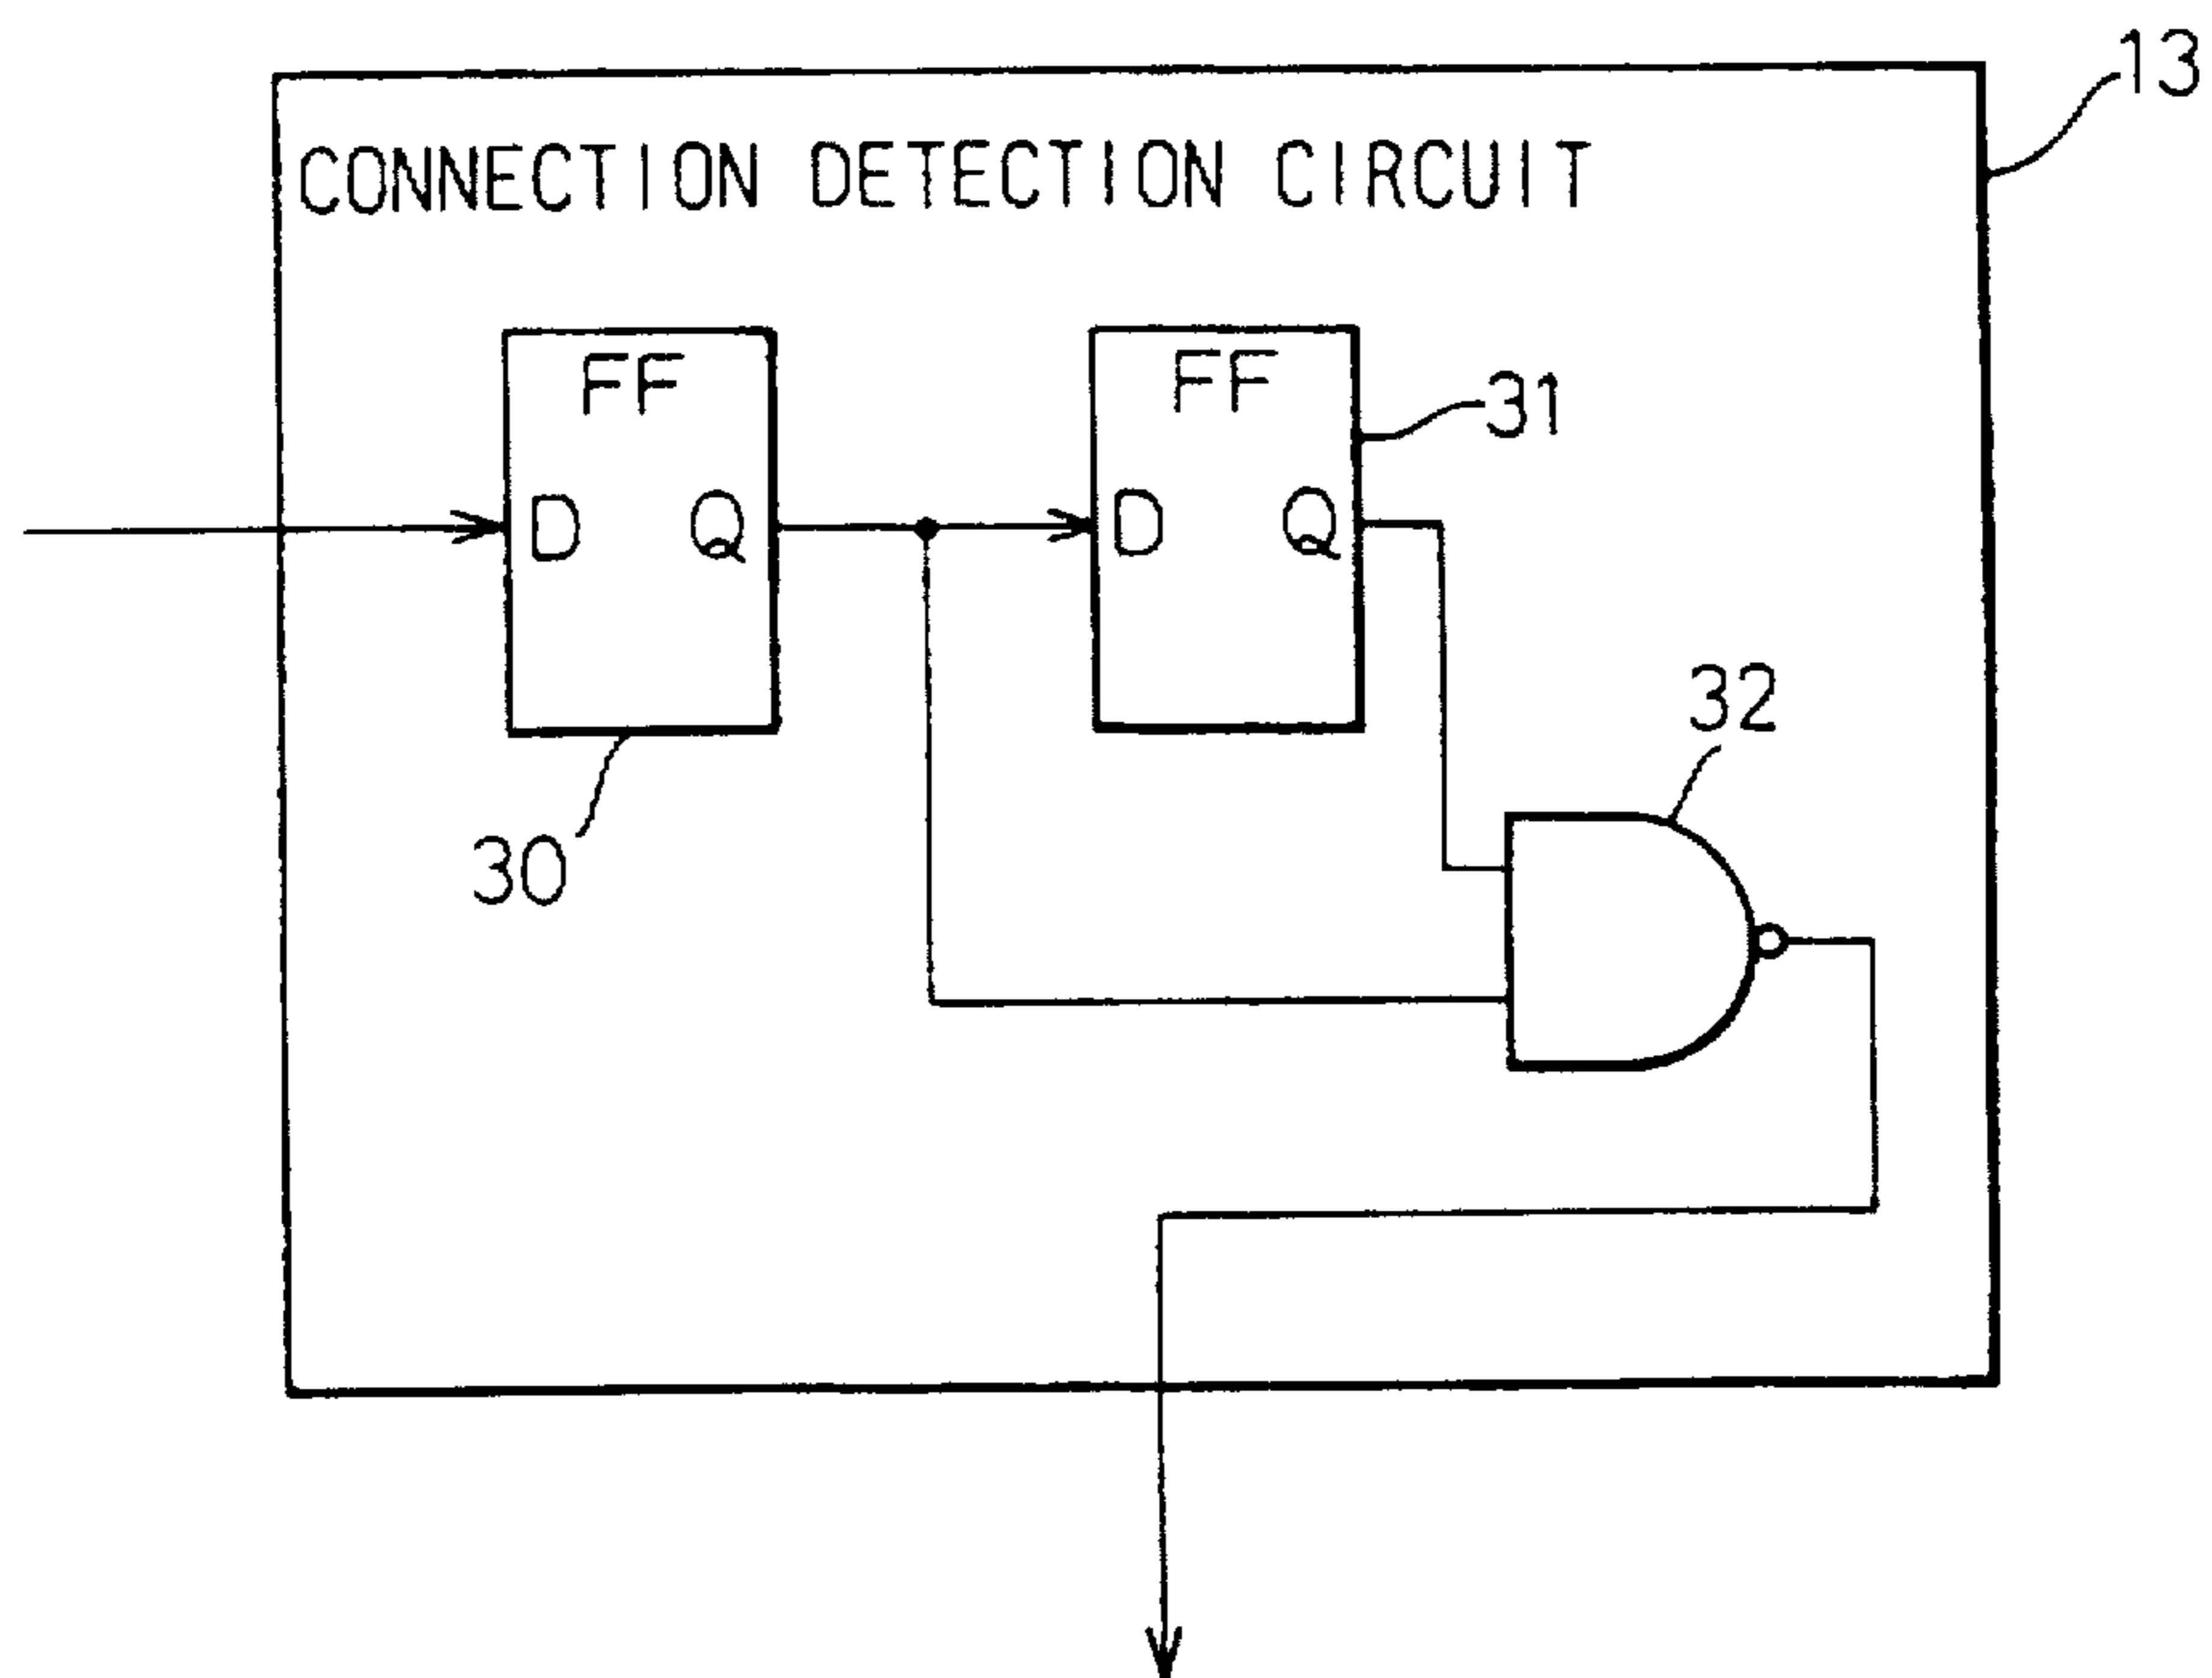 13
CONNECTION DETECTION CIRCUIT
FF
FF
31
D
Q
D
Q
32
30